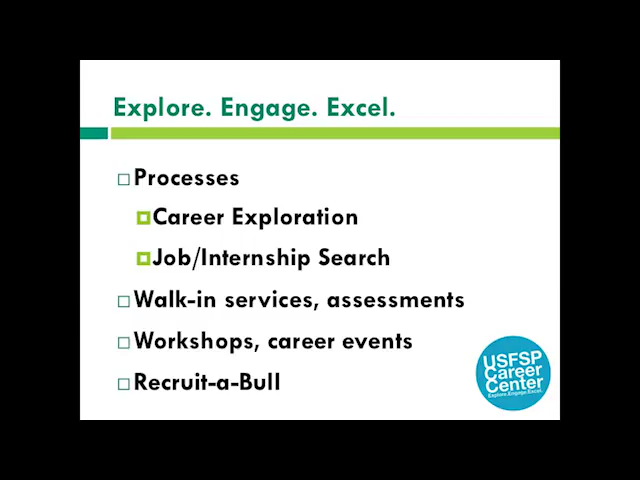 Explore. Engage. Excel.
Processes
Career Exploration
Job/Internship Search
Walk-in services, assessments
Workshops, career events
Recruit-a-Bull
USFSP
Career
Center
Explore.Engage.Excel.